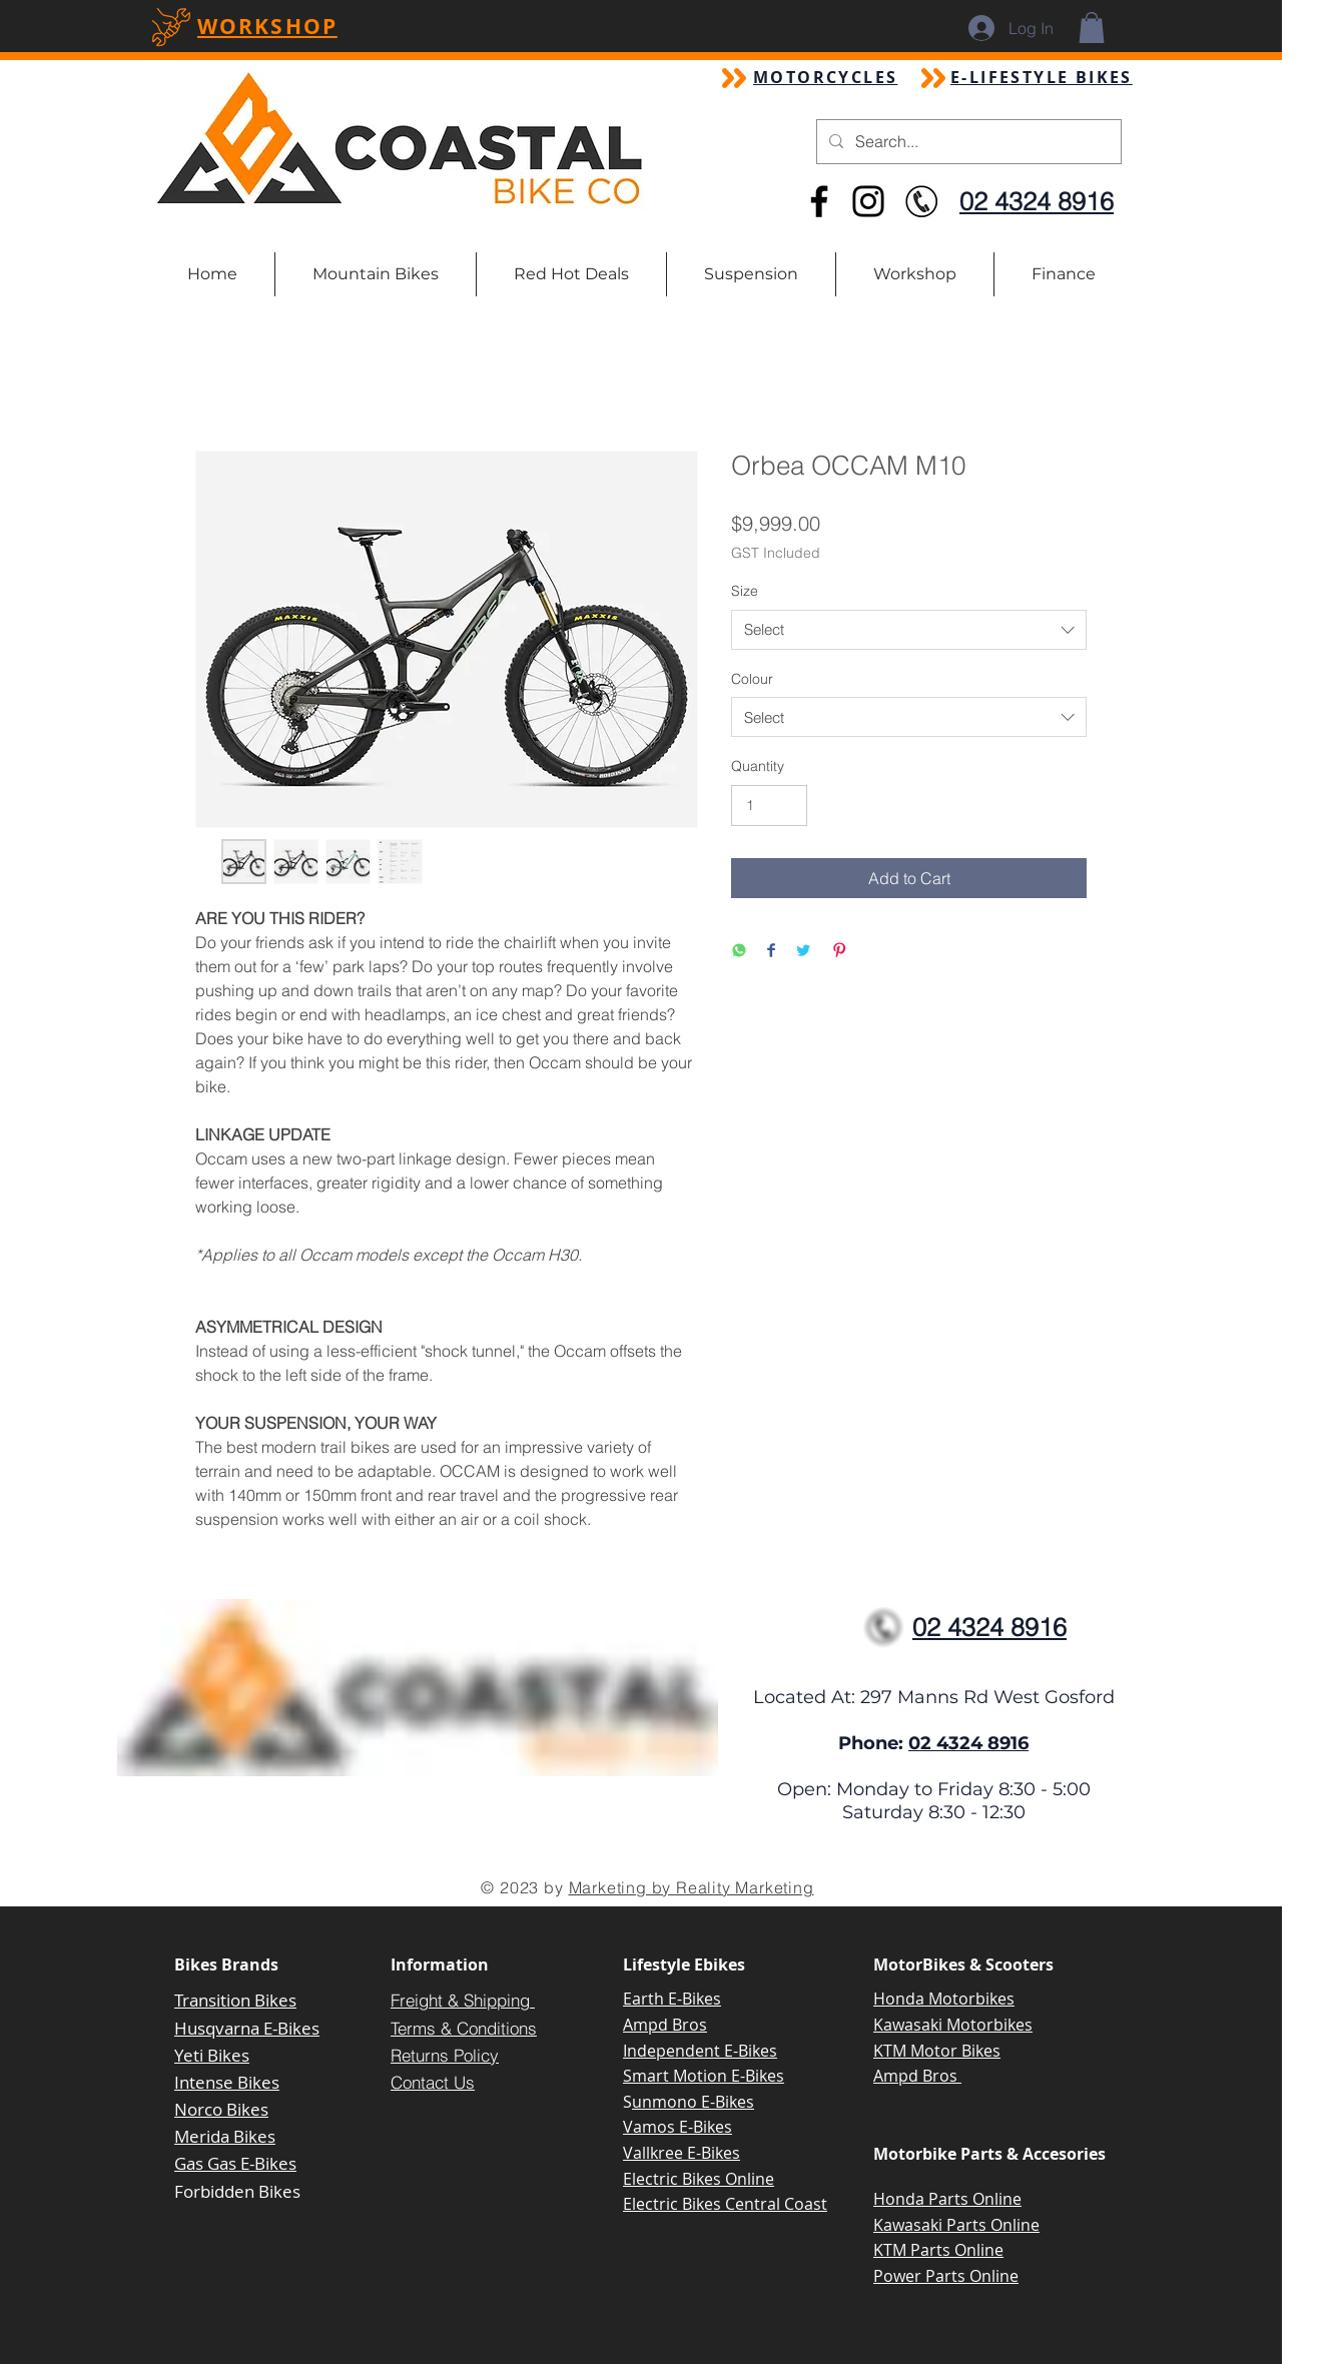 WORKSHOP
Log In
MOTORCYCLES
E-LIFESTYLE BIKES
COASTAL
BIKE CO
Search...
02 4324 8916
Home
Mountain Bikes
Red Hot Deals
Suspension
Workshop
Finance
Orbea OCCAM M10
$9,999.00
GST Included
Size
Select
Colour
Select
Quantity
1
Add to Cart
MAXXIS
MAXXIS
ORBEA
ARE YOU THIS RIDER?
Do your friends ask if you intend to ride the chairlift when you invite
them out for a ‘few’ park laps? Do your top routes frequently involve
pushing up and down trails that aren’t on any map? Do your favorite
rides begin or end with headlamps, an ice chest and great friends?
Does your bike have to do everything well to get you there and back
again? If you think you might be this rider, then Occam should be your
bike.
LINKAGE UPDATE
Occam uses a new two-part linkage design. Fewer pieces mean
fewer interfaces, greater rigidity and a lower chance of something
working loose.
*Applies to all Occam models except the Occam H30.
ASYMMETRICAL DESIGN
Instead of using a less-efficient "shock tunnel," the Occam offsets the
shock to the left side of the frame.
YOUR SUSPENSION, YOUR WAY
The best modern trail bikes are used for an impressive variety of
terrain and need to be adaptable. OCCAM is designed to work well
with 140mm or 150mm front and rear travel and the progressive rear
suspension works well with either an air or a coil shock.
COASTAL
02 4324 8916
Located At: 297 Manns Rd West Gosford
Phone: 02 4324 8916
Open: Monday to Friday 8:30 - 5:00
Saturday 8:30 - 12:30
© 2023 by Marketing by Reality Marketing
Bikes Brands
Transition Bikes
Husqvarna E-Bikes
Yeti Bikes
Intense Bikes
Norco Bikes
Merida Bikes
Gas Gas E-Bikes
Forbidden Bikes
Information
Freight & Shipping
Terms & Conditions
Returns Policy
Contact Us
Lifestyle Ebikes
Earth E-Bikes
Ampd Bros
Independent E-Bikes
Smart Motion E-Bikes
Sunmono E-Bikes
Vamos E-Bikes
Vallkree E-Bikes
Electric Bikes Online
Electric Bikes Central Coast
MotorBikes & Scooters
Honda Motorbikes
Kawasaki Motorbikes
KTM Motor Bikes
Ampd Bros
Motorbike Parts & Accesories
Honda Parts Online
Kawasaki Parts Online
KTM Parts Online
Power Parts Online